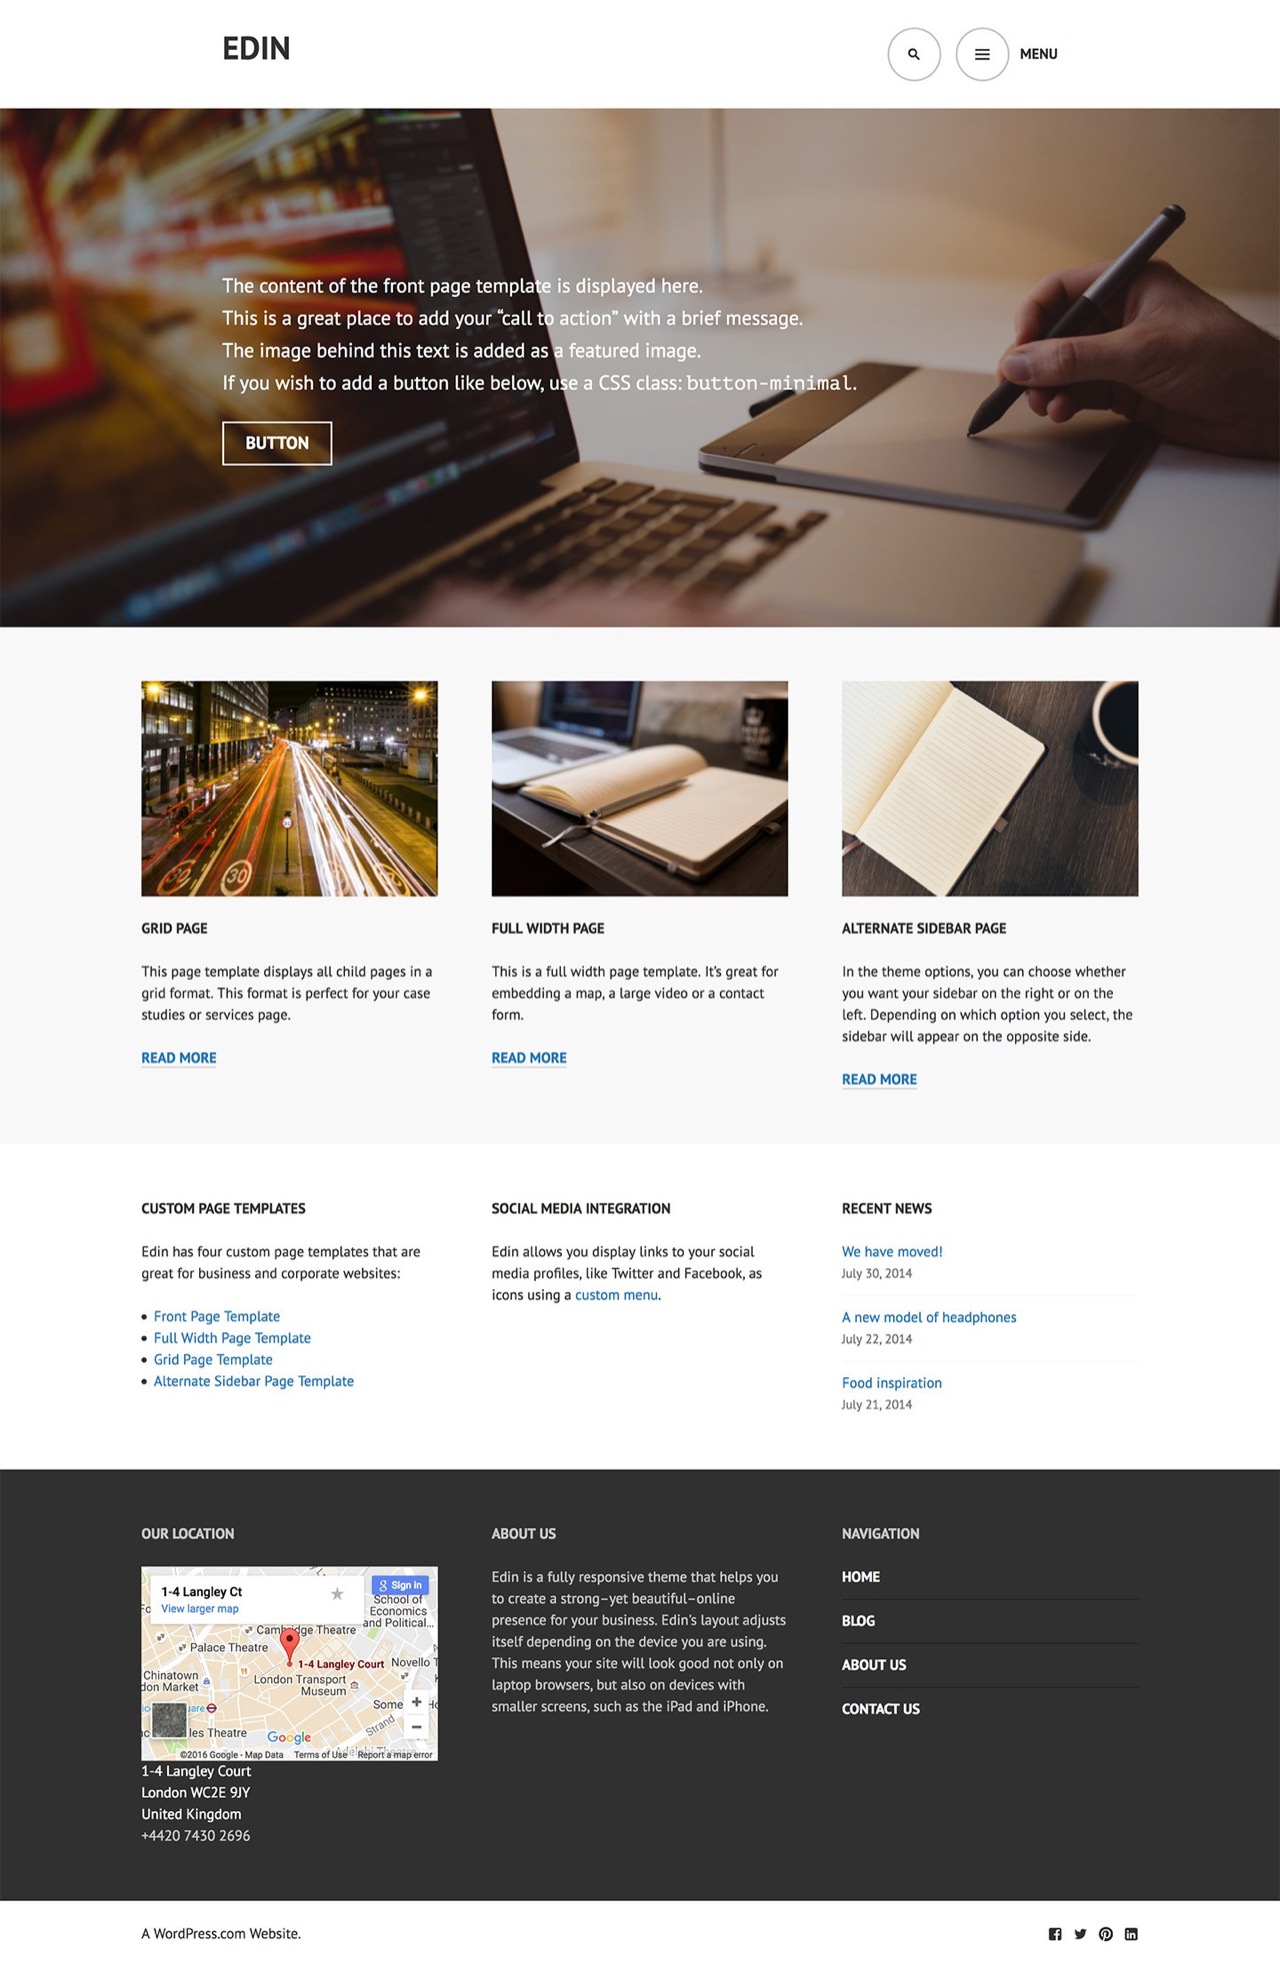 EDIN
MENU
The content of the front page template is displayed here.
This is a great place to add your “call to action” with a brief message.
The image behind this text is added as a featured image.
If you wish to add a button like below, use a CSS class: button-minimal.
BUTTON
30
30
GRID PAGE
This page template displays all child pages in a
grid format. This format is perfect for your case
studies or services page.
READ MORE
FULL WIDTH PAGE
This is a full width page template. It’s great for
embedding a map, a large video or a contact
form.
READ MORE
ALTERNATE SIDEBAR PAGE
In the theme options, you can choose whether
you want your sidebar on the right or on the
left. Depending on which option you select, the
sidebar will appear on the opposite side.
READ MORE
CUSTOM PAGE TEMPLATES
Edin has four custom page templates that are
great for business and corporate websites:
• Front Page Template
• Full Width Page Template
• Grid Page Template
• Alternate Sidebar Page Template
SOCIAL MEDIA INTEGRATION
Edin allows you display links to your social
media profiles, like Twitter and Facebook, as
icons using a custom menu.
RECENT NEWS
We have moved!
July 30, 2014
A new model of headphones
July 22, 2014
Food inspiration
July 21, 2014
OUR LOCATION
1-4 Langley Ct
View larger map
Sign in
School of
Economics
and Political...
Cambridge Theatre
Palace Theatre
1-4 Langley Court
Novello T
Chinatown
don Market
London Transport
Museum
Some
Ho
uare
les Theatre
Strand
Google
©2016 Google - Map Data
Terms of Use
Report a map error
1-4 Langley Court
London WC2E 9JY
United Kingdom
+4420 7430 2696
ABOUT US
Edin is a fully responsive theme that helps you
to create a strong–yet beautiful–online
presence for your business. Edin’s layout adjusts
itself depending on the device you are using.
This means your site will look good not only on
laptop browsers, but also on devices with
smaller screens, such as the iPad and iPhone.
NAVIGATION
HOME
BLOG
ABOUT US
CONTACT US
A WordPress.com Website.